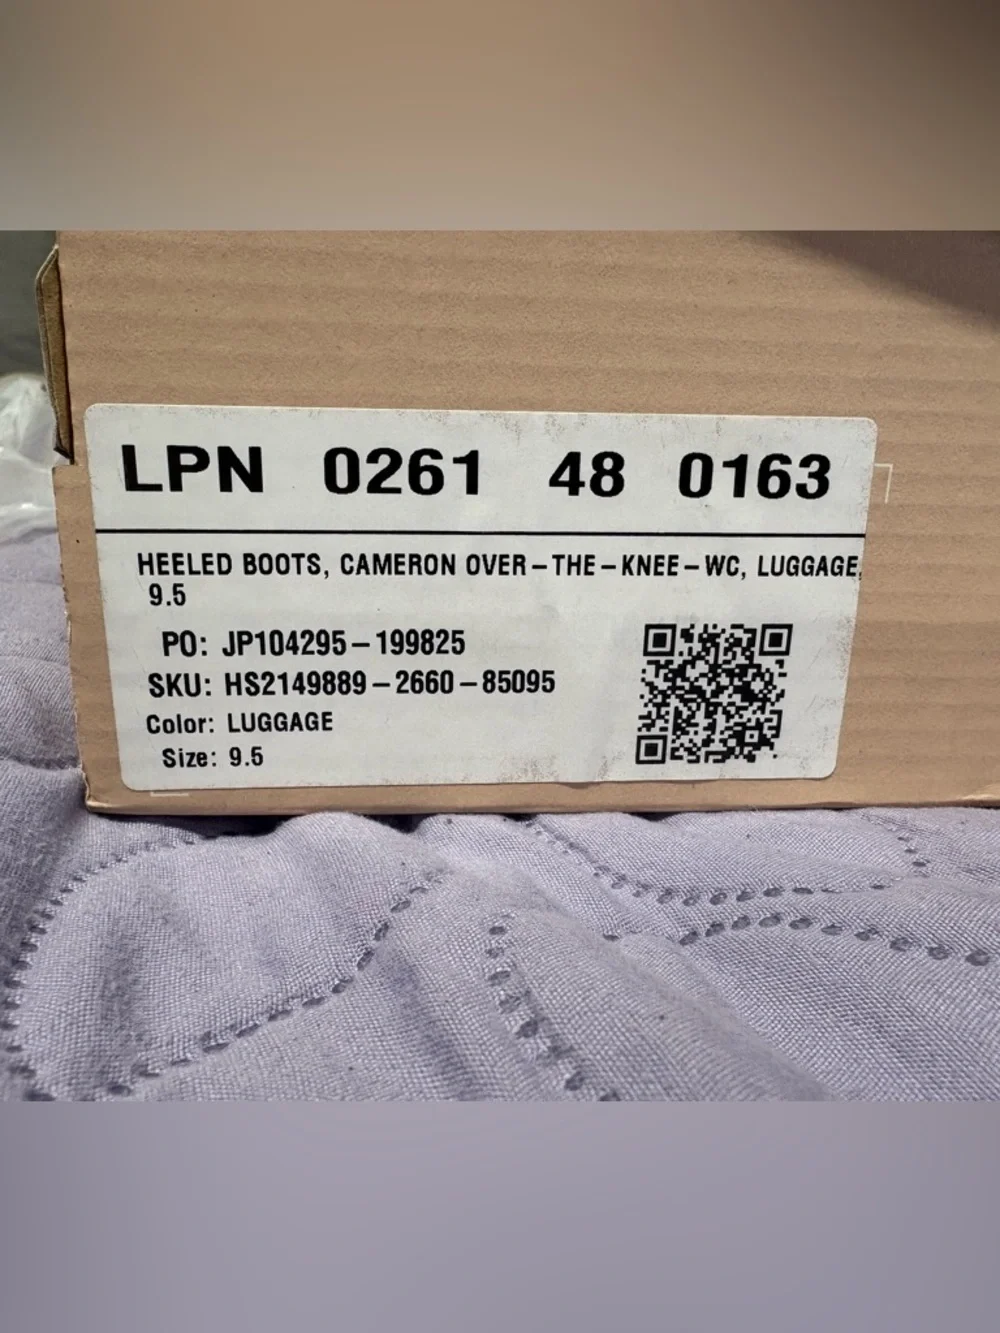 LPN 0261 48 0163
HEELED BOOTS, CAMERON OVER-THE-KNEE-WC, LUGGAGE,
9.5
PO: JP104295-199825
SKU: HS2149889-2660-85095
Color: LUGGAGE
Size: 9.5